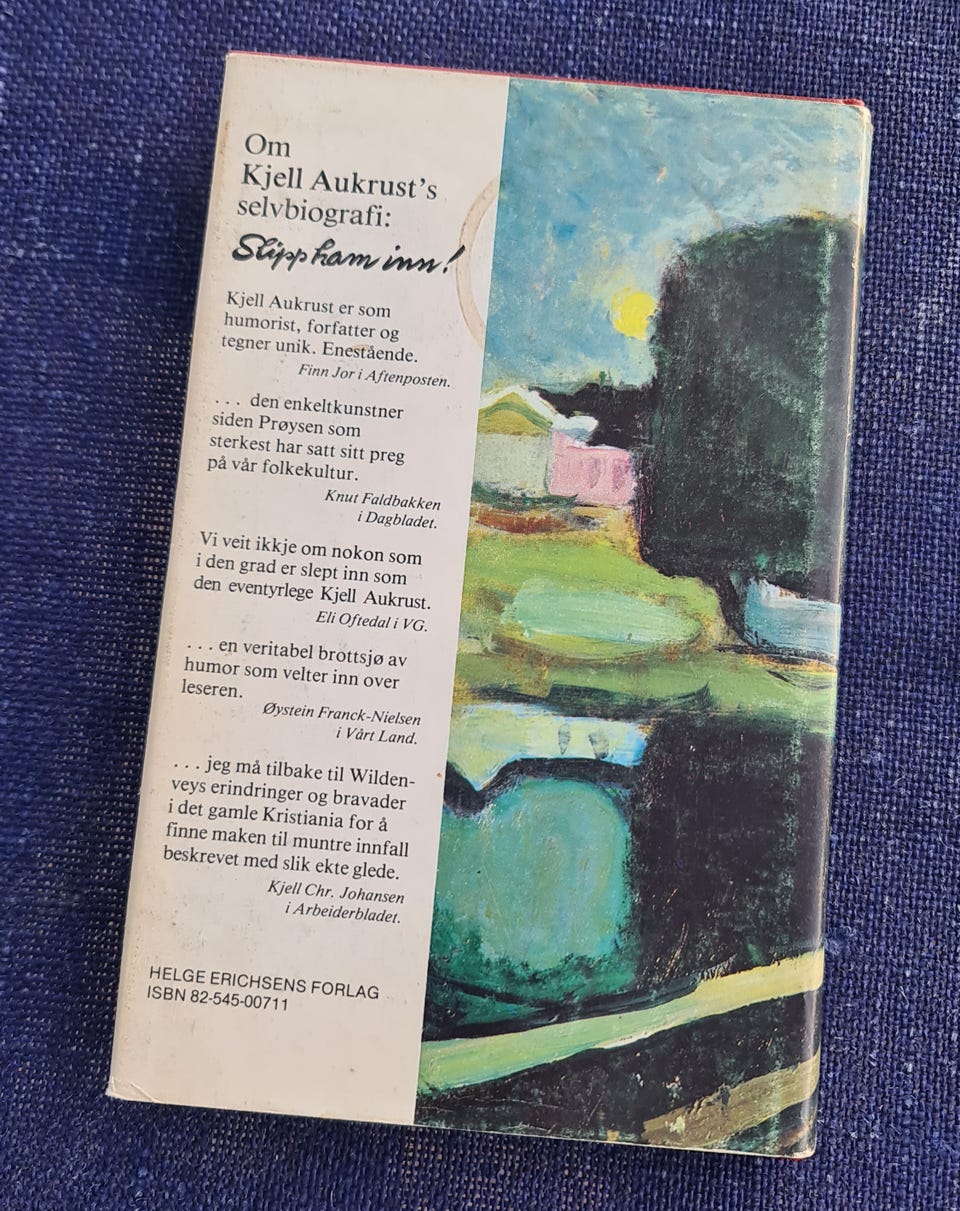 Om
Kjell Aukrust's
selvbiografi:
Slipp ham inn!
Kjell Aukrust er som
humorist, forfatter og
tegner unik. Enestående.
Finn Jor i Aftenposten.
. . . den enkeltkunstner
siden Prøysen som
sterkest har satt sitt preg
på vår folkekultur.
Knut Faldbakken
i Dagbladet.
Vi veit ikkje om nokon som
i den grad er slept inn som
den eventyrlege Kjell Aukrust.
Eli Oftedal i VG.
. . . en veritabel brottsjø av
humor som velter inn over
leseren.
Øystein Franck-Nielsen
i Vårt Land.
. . . jeg må tilbake til Wilden-
veys erindringer og bravader
i det gamle Kristiania for å
finne maken til muntre innfall
beskrevet med slik ekte glede.
Kjell Chr. Johansen
i Arbeiderbladet.
HELGE ERICHSENS FORLAG
ISBN 82-545-00711